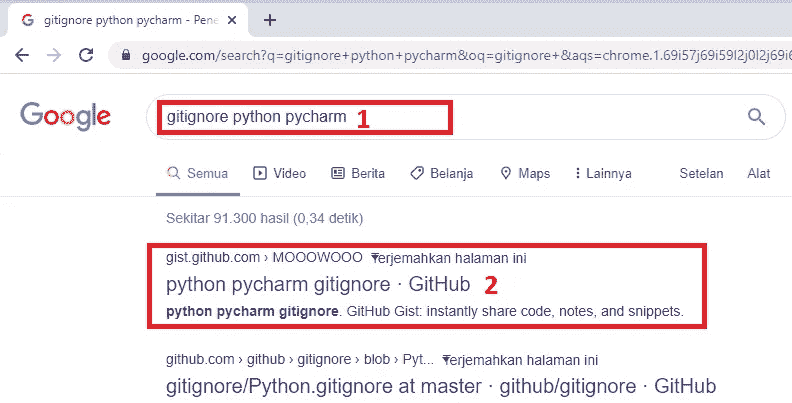 gitignore python pycharm - Pene
google.com/search?q=gitignore+python+pycharm&oq=gitignore+&aqs=chrome.1.69i57j69i59l2j0l2j69i6
Google
gitignore python pycharm 1
Semua Video Berita Belanja Maps Lainnya Setelan Alat
Sekitar 91.300 hasil (0,34 detik)
gist.github.com › MOOOWOOO Terjemahkan halaman ini
python pycharm gitignore · GitHub 2
python pycharm gitignore. GitHub Gist: instantly share code, notes, and snippets.
github.com › github › gitignore › blob › Pyt... Terjemahkan halaman ini
gitignore/Python.gitignore at master · github/gitignore · GitHub